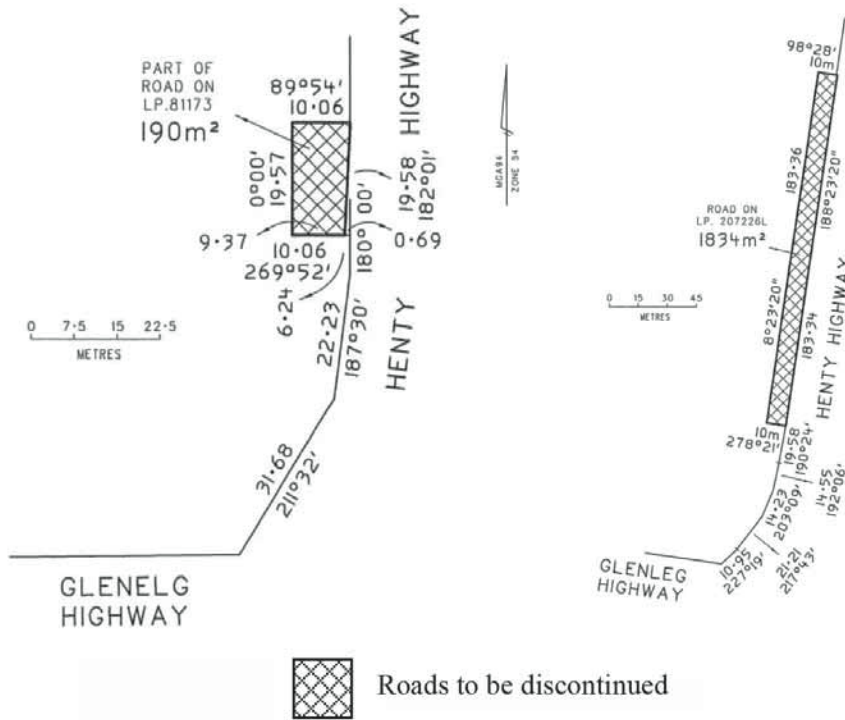 PART OF
ROAD ON
LP.81173
190m²
89°54'
10·06
0°00'
19·57
19·58
182°01'
HIGHWAY
9·37
10·06
269°52'
180° 00'
0·69
6·24
22·23
187°30'
HENTY
0 7·5 15 22·5
METRES
31·68
211°32'
GLENELG
HIGHWAY
MGA94
ZONE 54
98°28'
10m
183·36
188°23'20"
ROAD ON
LP. 207226L
1834m²
0 15 30 45
METRES
8°23'20"
183·34
HENTY HIGHWAY
10m
278°21'
19·58
190°24'
14·55
192°06'
14·23
203°09'
21·21
217°43'
10·95
227°19'
GLENLEG
HIGHWAY
Roads to be discontinued